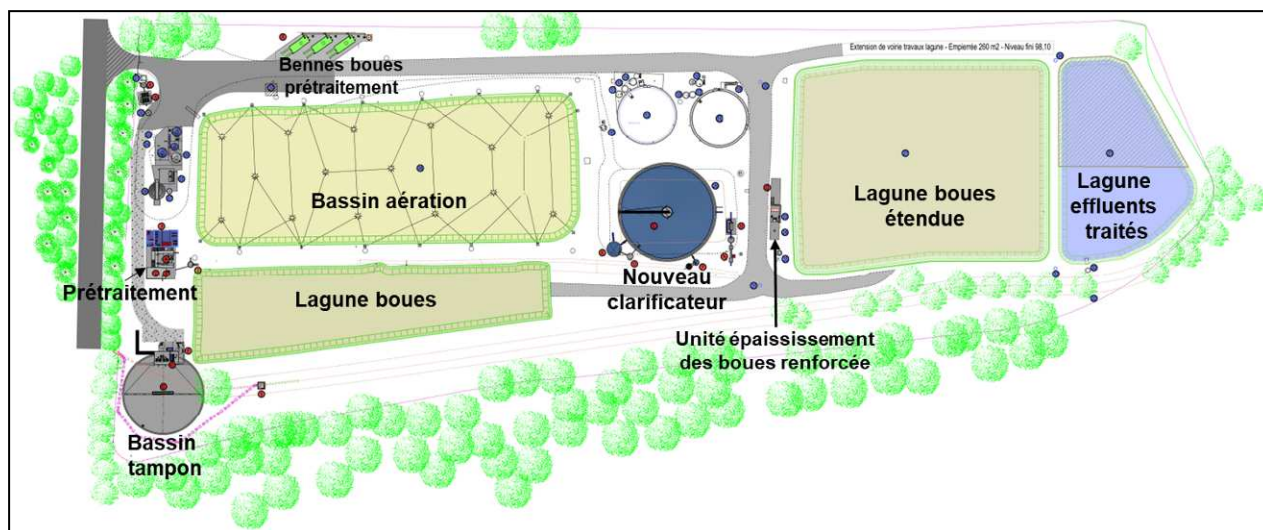 Extension de voirie travaux lagune - Empierrée 260 m2 - Niveau fini 98,10
Bennes boues
prétraitement
Bassin aération
Lagune boues
étendue
Lagune
effluents
traités
Prétraitement
Lagune boues
Nouveau
clarificateur
Unité épaississement
des boues renforcée
Bassin
tampon